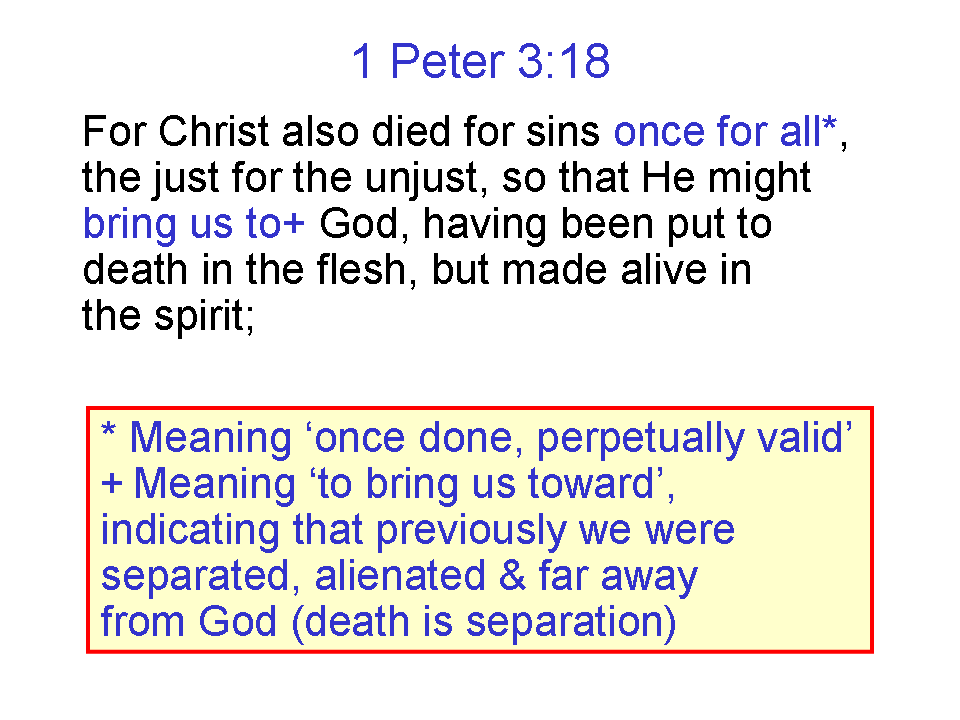 1 Peter 3:18
For Christ also died for sins once for all*,
the just for the unjust, so that He might
bring us to+ God, having been put to
death in the flesh, but made alive in
the spirit;
* Meaning ‘once done, perpetually valid’
+ Meaning ‘to bring us toward’,
indicating that previously we were
separated, alienated & far away
from God (death is separation)